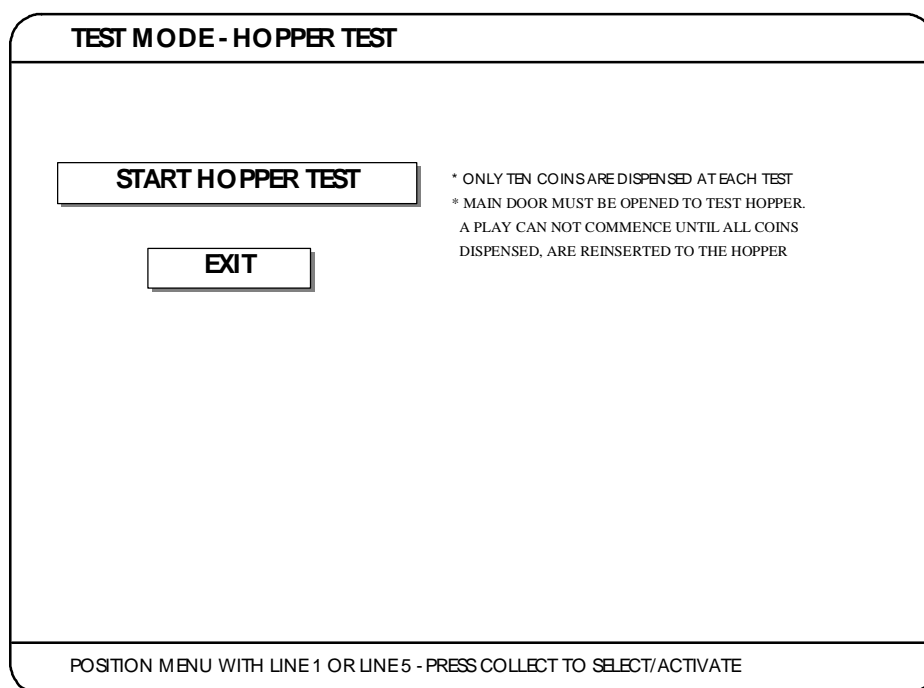 TEST MODE - HOPPER TEST
START HOPPER TEST
* ONLY TEN COINS ARE DISPENSED AT EACH TEST
* MAIN DOOR MUST BE OPENED TO TEST HOPPER.
A PLAY CAN NOT COMMENCE UNTIL ALL COINS
DISPENSED, ARE REINSERTED TO THE HOPPER
EXIT
POSITION MENU WITH LINE 1 OR LINE 5 - PRESS COLLECT TO SELECT/ACTIVATE